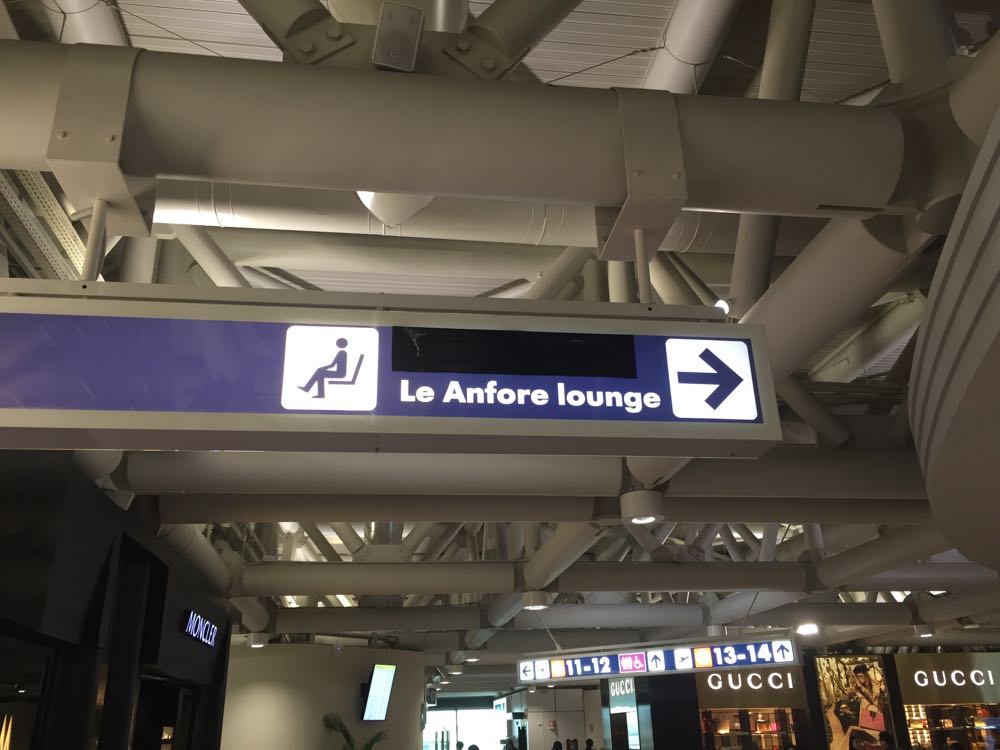 Le Anfore lounge
MONCLER
11-12
13-14
GUCCI
GUCCI
GUCCI